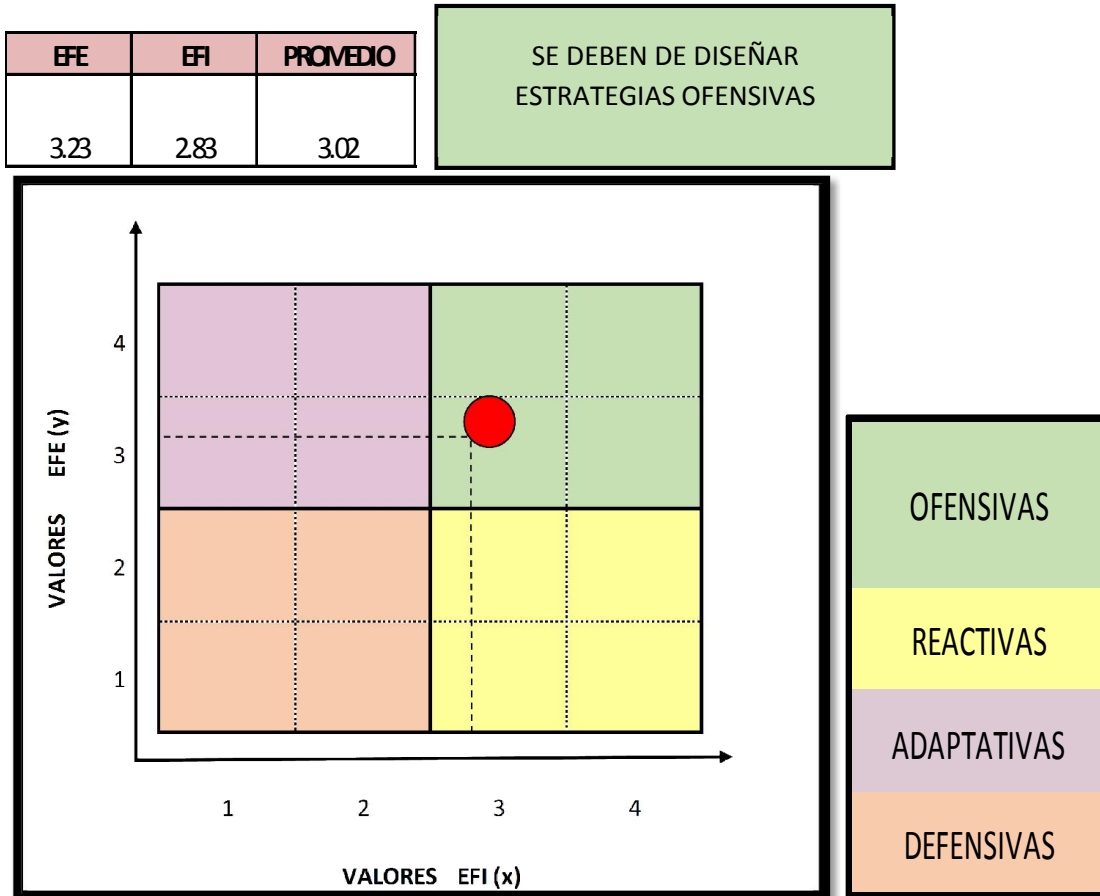 EFE EFI PROMEDIO
3.23 2.83 3.02
SE DEBEN DE DISEÑAR
ESTRATEGIAS OFENSIVAS
4
3
2
1
VALORES EFE (y)
1 2 3 4
VALORES EFI (x)
OFENSIVAS
REACTIVAS
ADAPTATIVAS
DEFENSIVAS